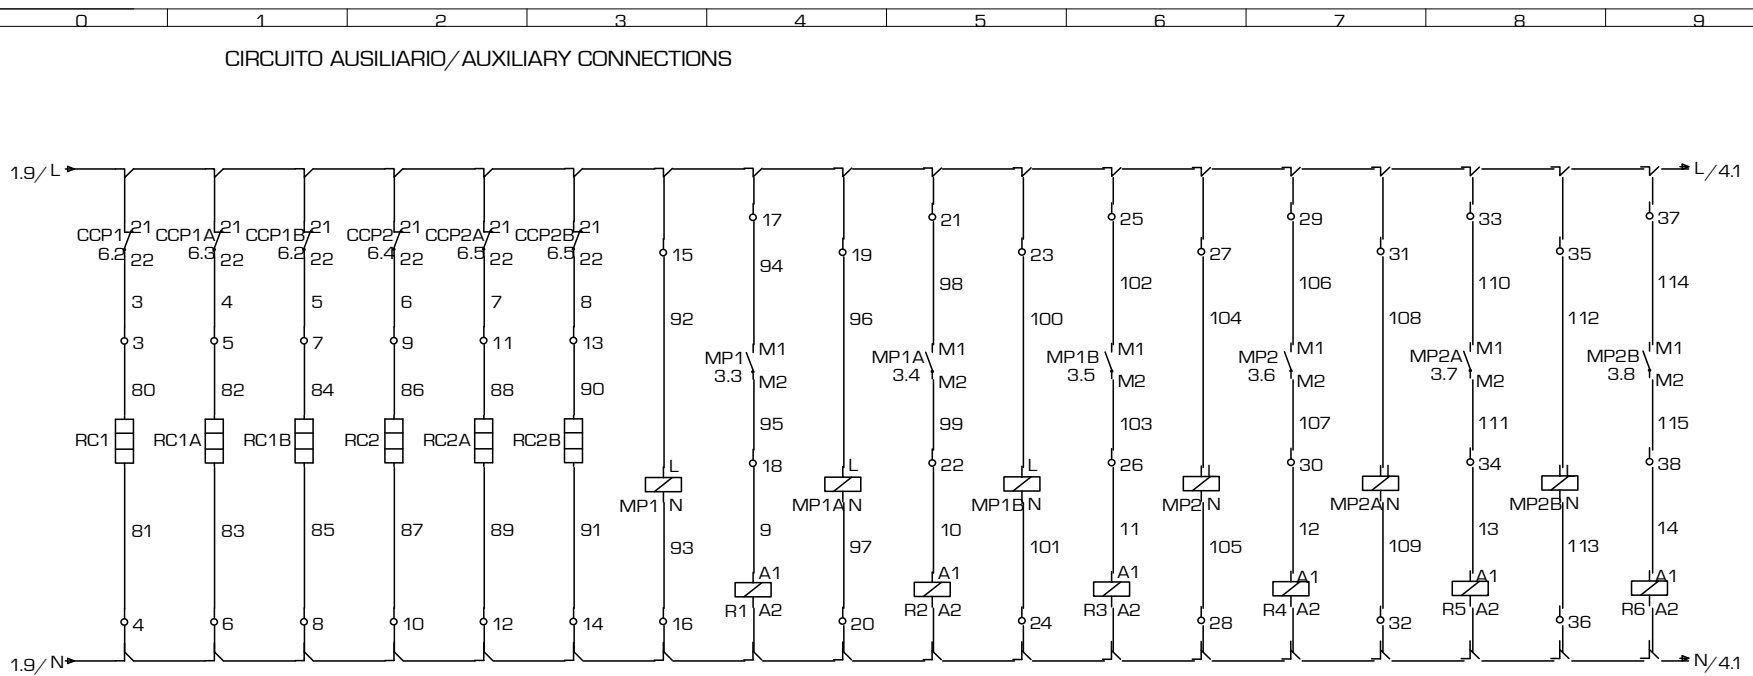 0 1 2 3 4 5 6 7 8 9
CIRCUITO AUSILIARIO/AUXILIARY CONNECTIONS
1.9/L L/4.1
17 21 25 29 33 37
21 21 21 21 21 21
CCP1 CCP1A CCP1B CCP2 CCP2A CCP2B
6.2 6.3 6.2 6.4 6.5 6.5
22 22 22 22 22 22
15 19 23 27 31 35
94 98 102 106 110 114
3 4 5 6 7 8
92 96 100 104 108 112
3 5 7 9 11 13
M1 M1 M1 M1 M1 M1
MP1 MP1A MP1B MP2 MP2A MP2B
3.3 3.4 3.5 3.6 3.7 3.8
M2 M2 M2 M2 M2 M2
80 82 84 86 88 90
95 99 103 107 111 115
RC1 RC1A RC1B RC2 RC2A RC2B
18 22 26 30 34 38
L L L L L L
MP1 N MP1A N MP1B N MP2 N MP2A N MP2B N
81 83 85 87 89 91
9 10 11 12 13 14
93 97 101 105 109 113
A1 A1 A1 A1 A1 A1
R1 A2 R2 A2 R3 A2 R4 A2 R5 A2 R6 A2
4 6 8 10 12 14 16 20 24 28 32 36
1.9/N N/4.1